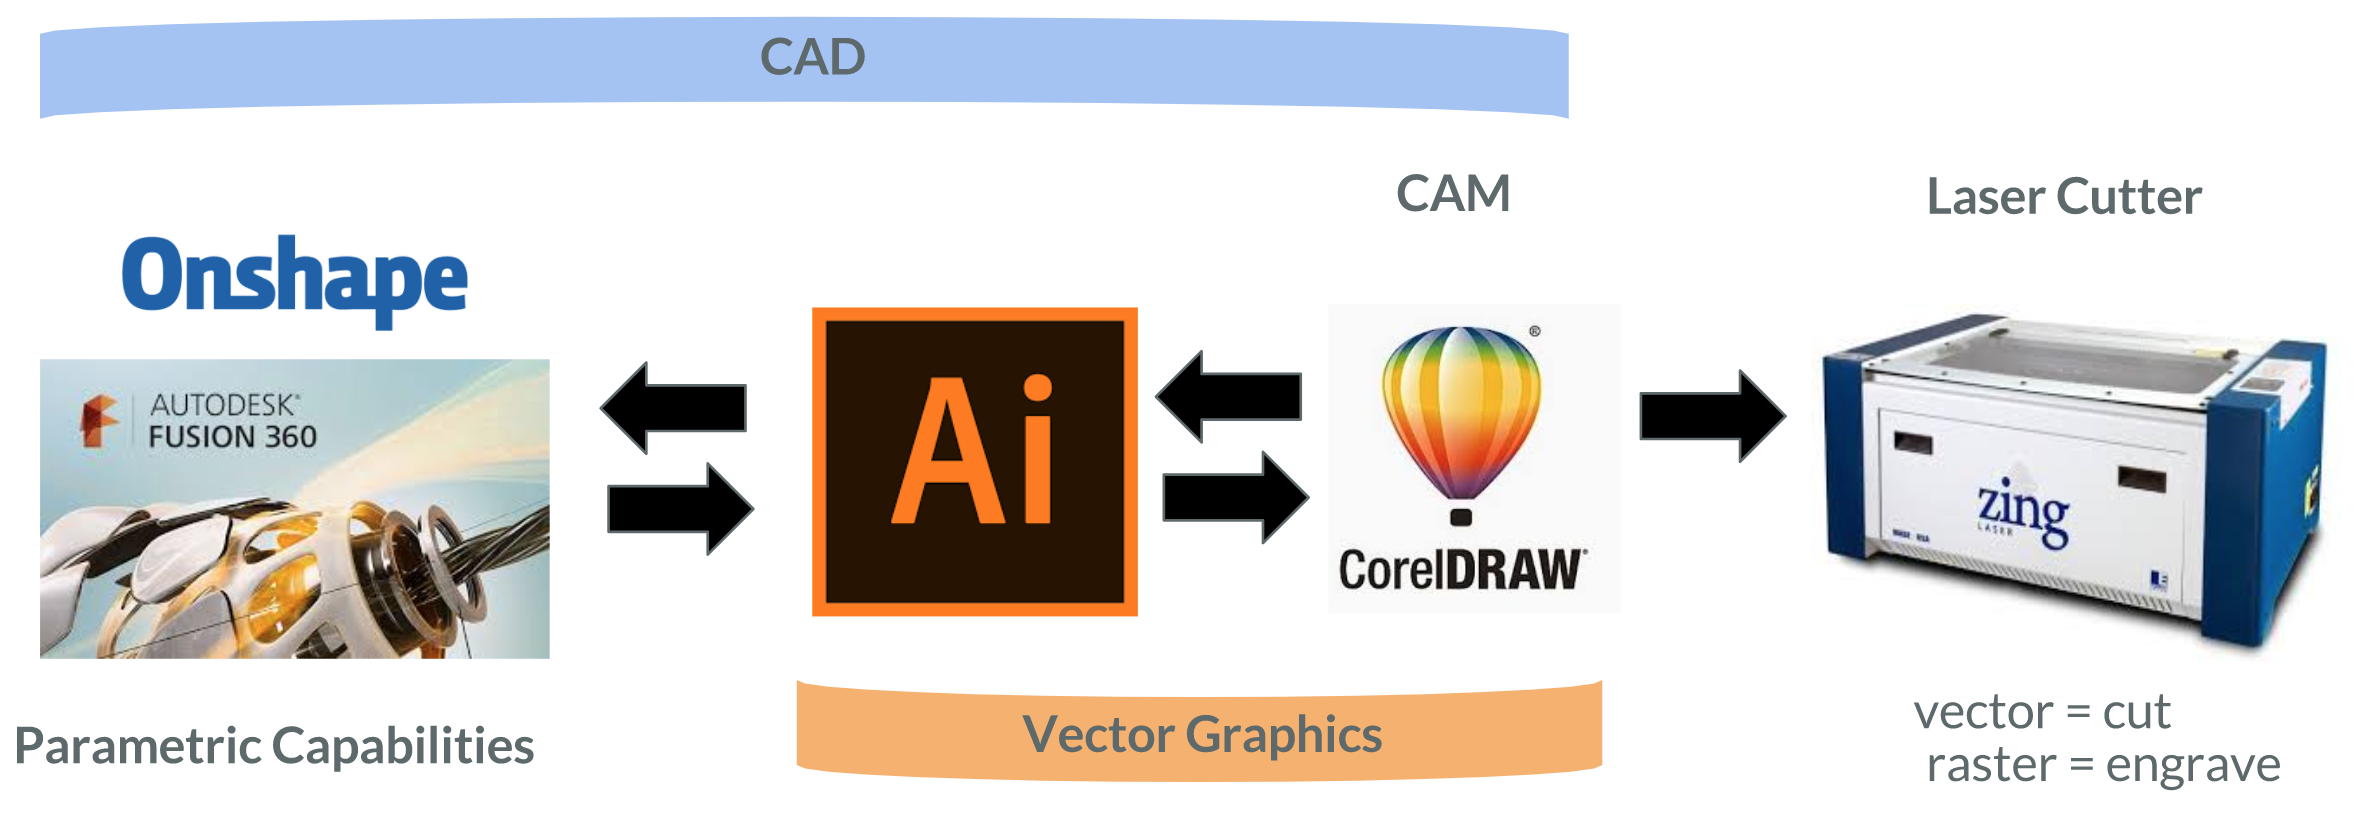 CAD
CAM
Laser Cutter
Onshape
AUTODESK®
FUSION 360
Ai
®
CorelDRAW®
zing
LASER
Parametric Capabilities
Vector Graphics
vector = cut
raster = engrave